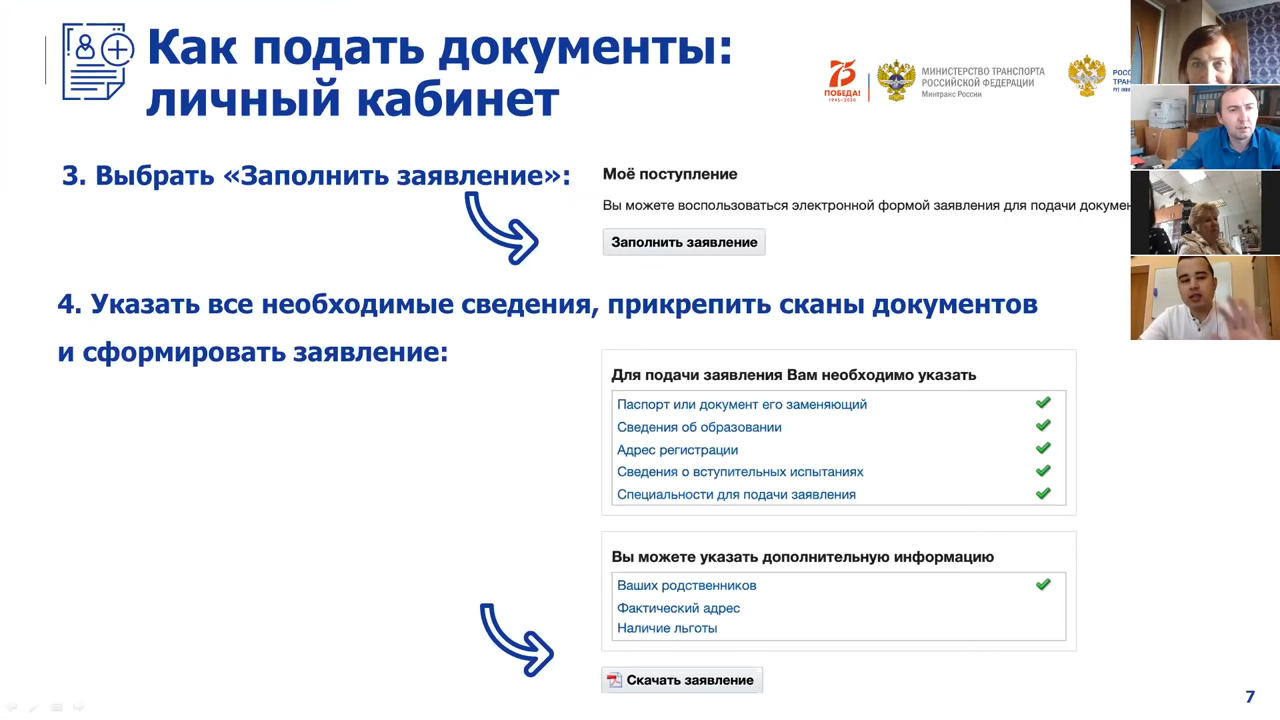 Как подать документы:
личный кабинет
75
ПОБЕДА!
1945-2020
МИНИСТЕРСТВО ТРАНСПОРТА
РОССИЙСКОЙ ФЕДЕРАЦИИ
Минтранс России
3. Выбрать «Заполнить заявление»:
Моё поступление
Вы можете воспользоваться электронной формой заявления для подачи
Заполнить заявление
4. Указать все необходимые сведения, прикрепить сканы документов
и сформировать заявление:
Для подачи заявления Вам необходимо указать
Паспорт или документ его заменяющий
Сведения об образовании
Адрес регистрации
Сведения о вступительных испытаниях
Специальности для подачи заявления
Вы можете указать дополнительную информацию
Ваших родственников
Фактический адрес
Наличие льготы
Скачать заявление
7